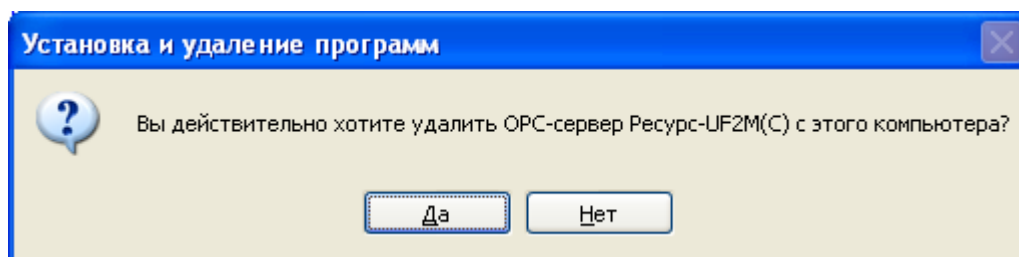 Установка и удаление программ
Вы действительно хотите удалить OPC-сервер Ресурс-UF2M(C) с этого компьютера?
Да
Нет